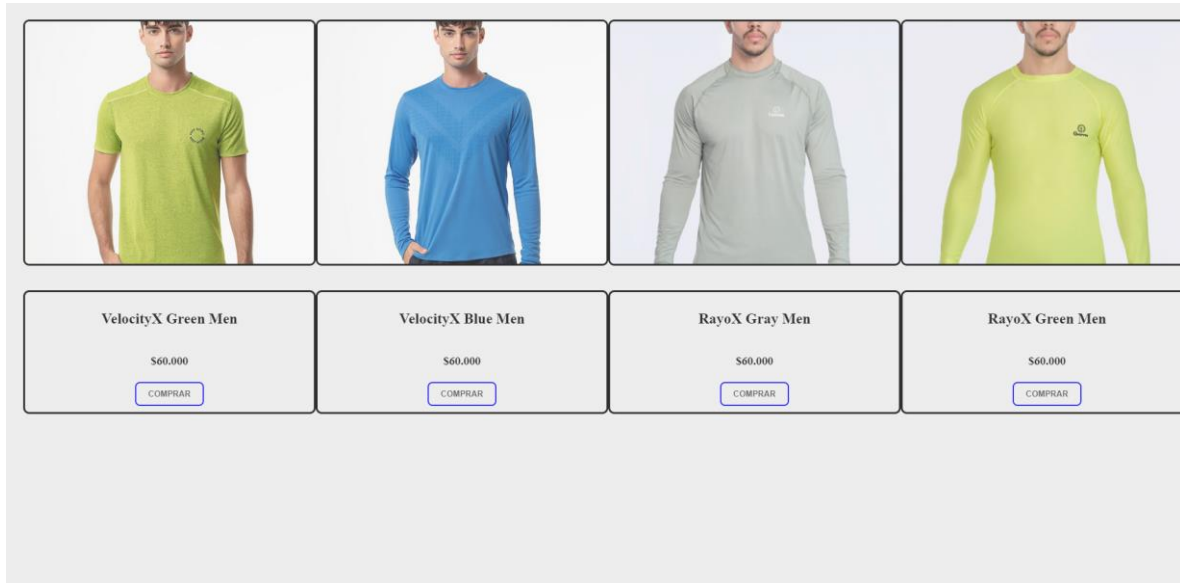 VelocityX Green Men
$60.000
COMPRAR
VelocityX Blue Men
$60.000
COMPRAR
RayoX Gray Men
$60.000
COMPRAR
RayoX Green Men
$60.000
COMPRAR